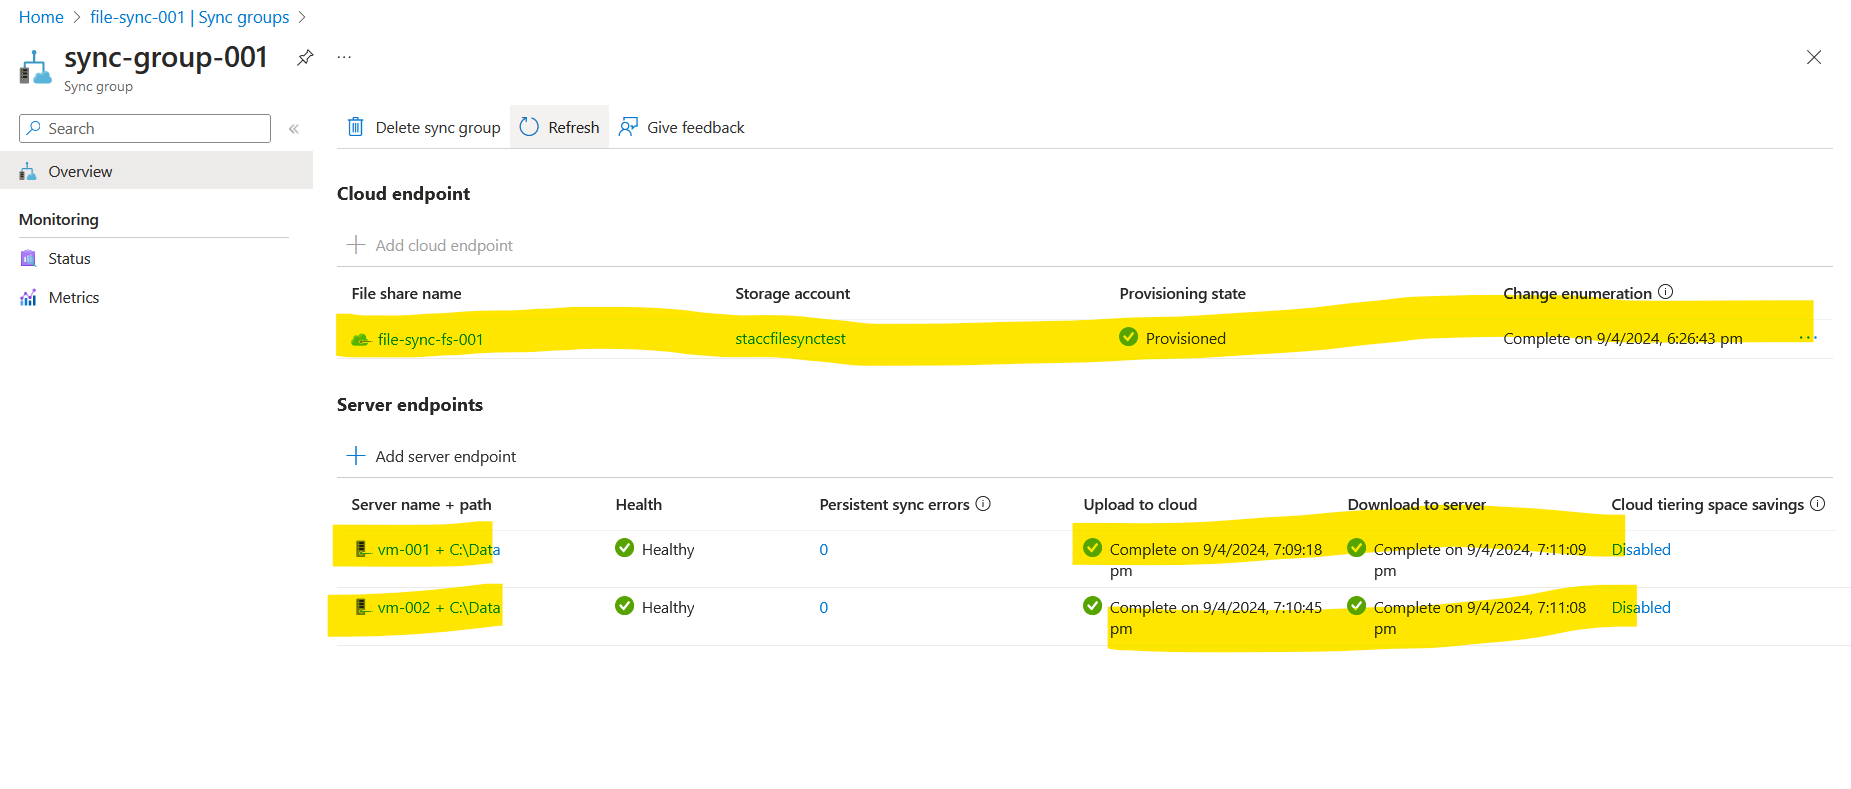 Home > file-sync-001 | Sync groups >
sync-group-001
Sync group
Search
Overview
Monitoring
Status
Metrics
Delete sync group Refresh Give feedback
Cloud endpoint
Add cloud endpoint
File share name Storage account Provisioning state Change enumeration
file-sync-fs-001 staccfilesynctest Provisioned Complete on 9/4/2024, 6:26:43 pm
Server endpoints
Add server endpoint
Server name + path Health Persistent sync errors Upload to cloud Download to server Cloud tiering space savings
vm-001 + C:\Data Healthy 0 Complete on 9/4/2024, 7:09:18 Complete on 9/4/2024, 7:11:09 Disabled
pm pm
vm-002 + C:\Data Healthy 0 Complete on 9/4/2024, 7:10:45 Complete on 9/4/2024, 7:11:08 Disabled
pm pm